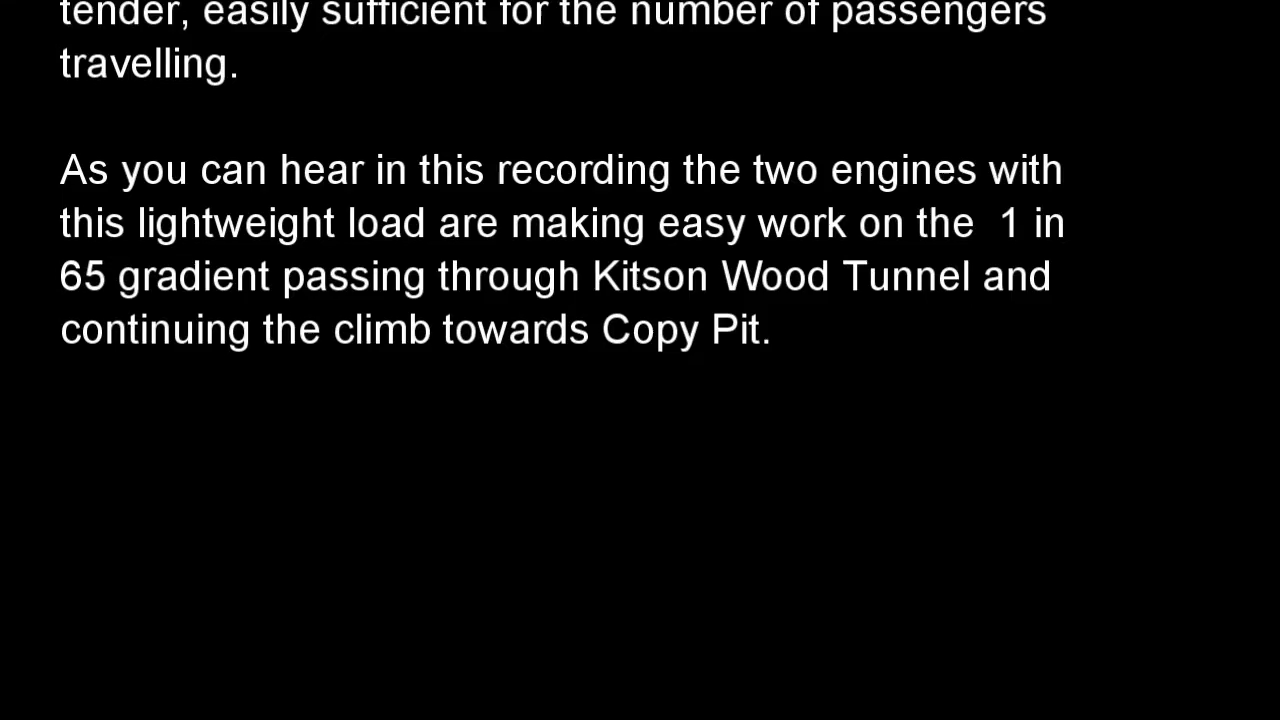 tender, easily sufficient for the number of passengers
travelling.
As you can hear in this recording the two engines with
this lightweight load are making easy work on the  1 in
65 gradient passing through Kitson Wood Tunnel and
continuing the climb towards Copy Pit.